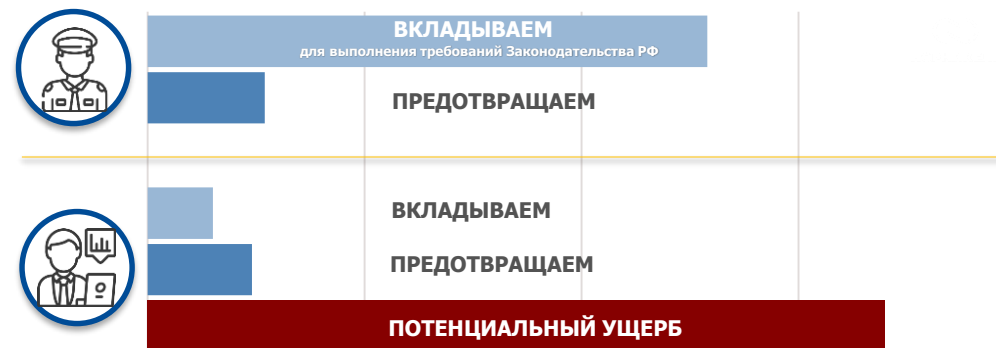 ВКЛАДЫВАЕМ
для выполнения требований Законодательства РФ
ПРЕДОТВРАЩАЕМ
ВКЛАДЫВАЕМ
ПРЕДОТВРАЩАЕМ
ПОТЕНЦИАЛЬНЫЙ УЩЕРБ